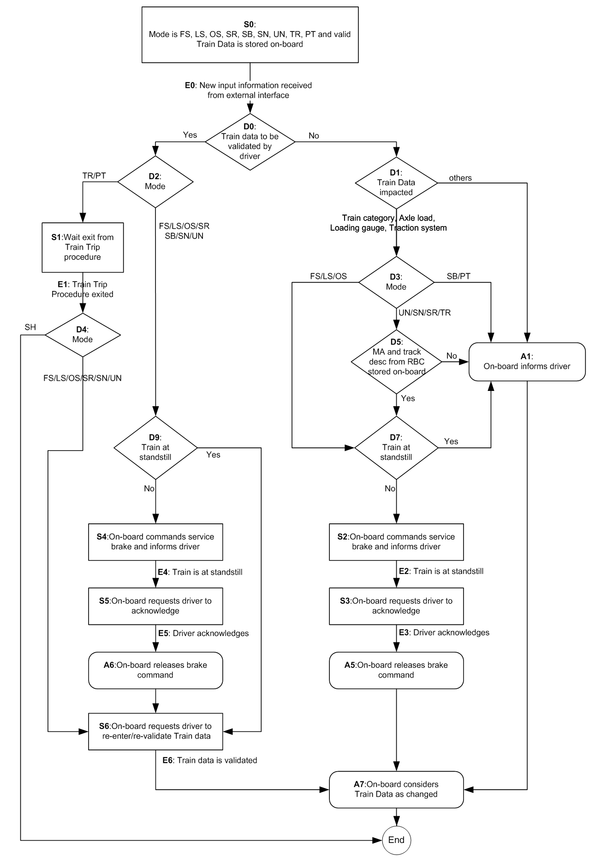 S0:
Mode is FS, LS, OS, SR, SB, SN, UN, TR, PT and valid
Train Data is stored on-board
E0: New input information received
from external interface
D0:
Train data to be
validated by
driver
Yes
No
D2:
Mode
D1:
Train Data
impacted
TR/PT
others
S1:Wait exit from
Train Trip
procedure
FS/LS/OS/SR
SB/SN/UN
Train category, Axle load,
Loading gauge, Traction system
E1: Train Trip
Procedure exited
D3:
Mode
FS/LS/OS
SB/PT
UN/SN/SR/TR
D4:
Mode
SH
D5:
MA and track
desc from RBC
stored on-board
No
A1:
On-board informs driver
FS/LS/OS/SR/SN/UN
Yes
D9:
Train at
standstill
Yes
No
D7:
Train at
standstill
Yes
No
S4:On-board commands service
brake and informs driver
S2:On-board commands service
brake and informs driver
E4: Train is at standstill
E2: Train is at standstill
S5:On-board requests driver to
acknowledge
S3:On-board requests driver to
acknowledge
E5: Driver acknowledges
E3: Driver acknowledges
A6:On-board releases brake
command
A5:On-board releases brake
command
S6:On-board requests driver to
re-enter/re-validate Train data
E6: Train data is validated
A7:On-board considers
Train Data as changed
End